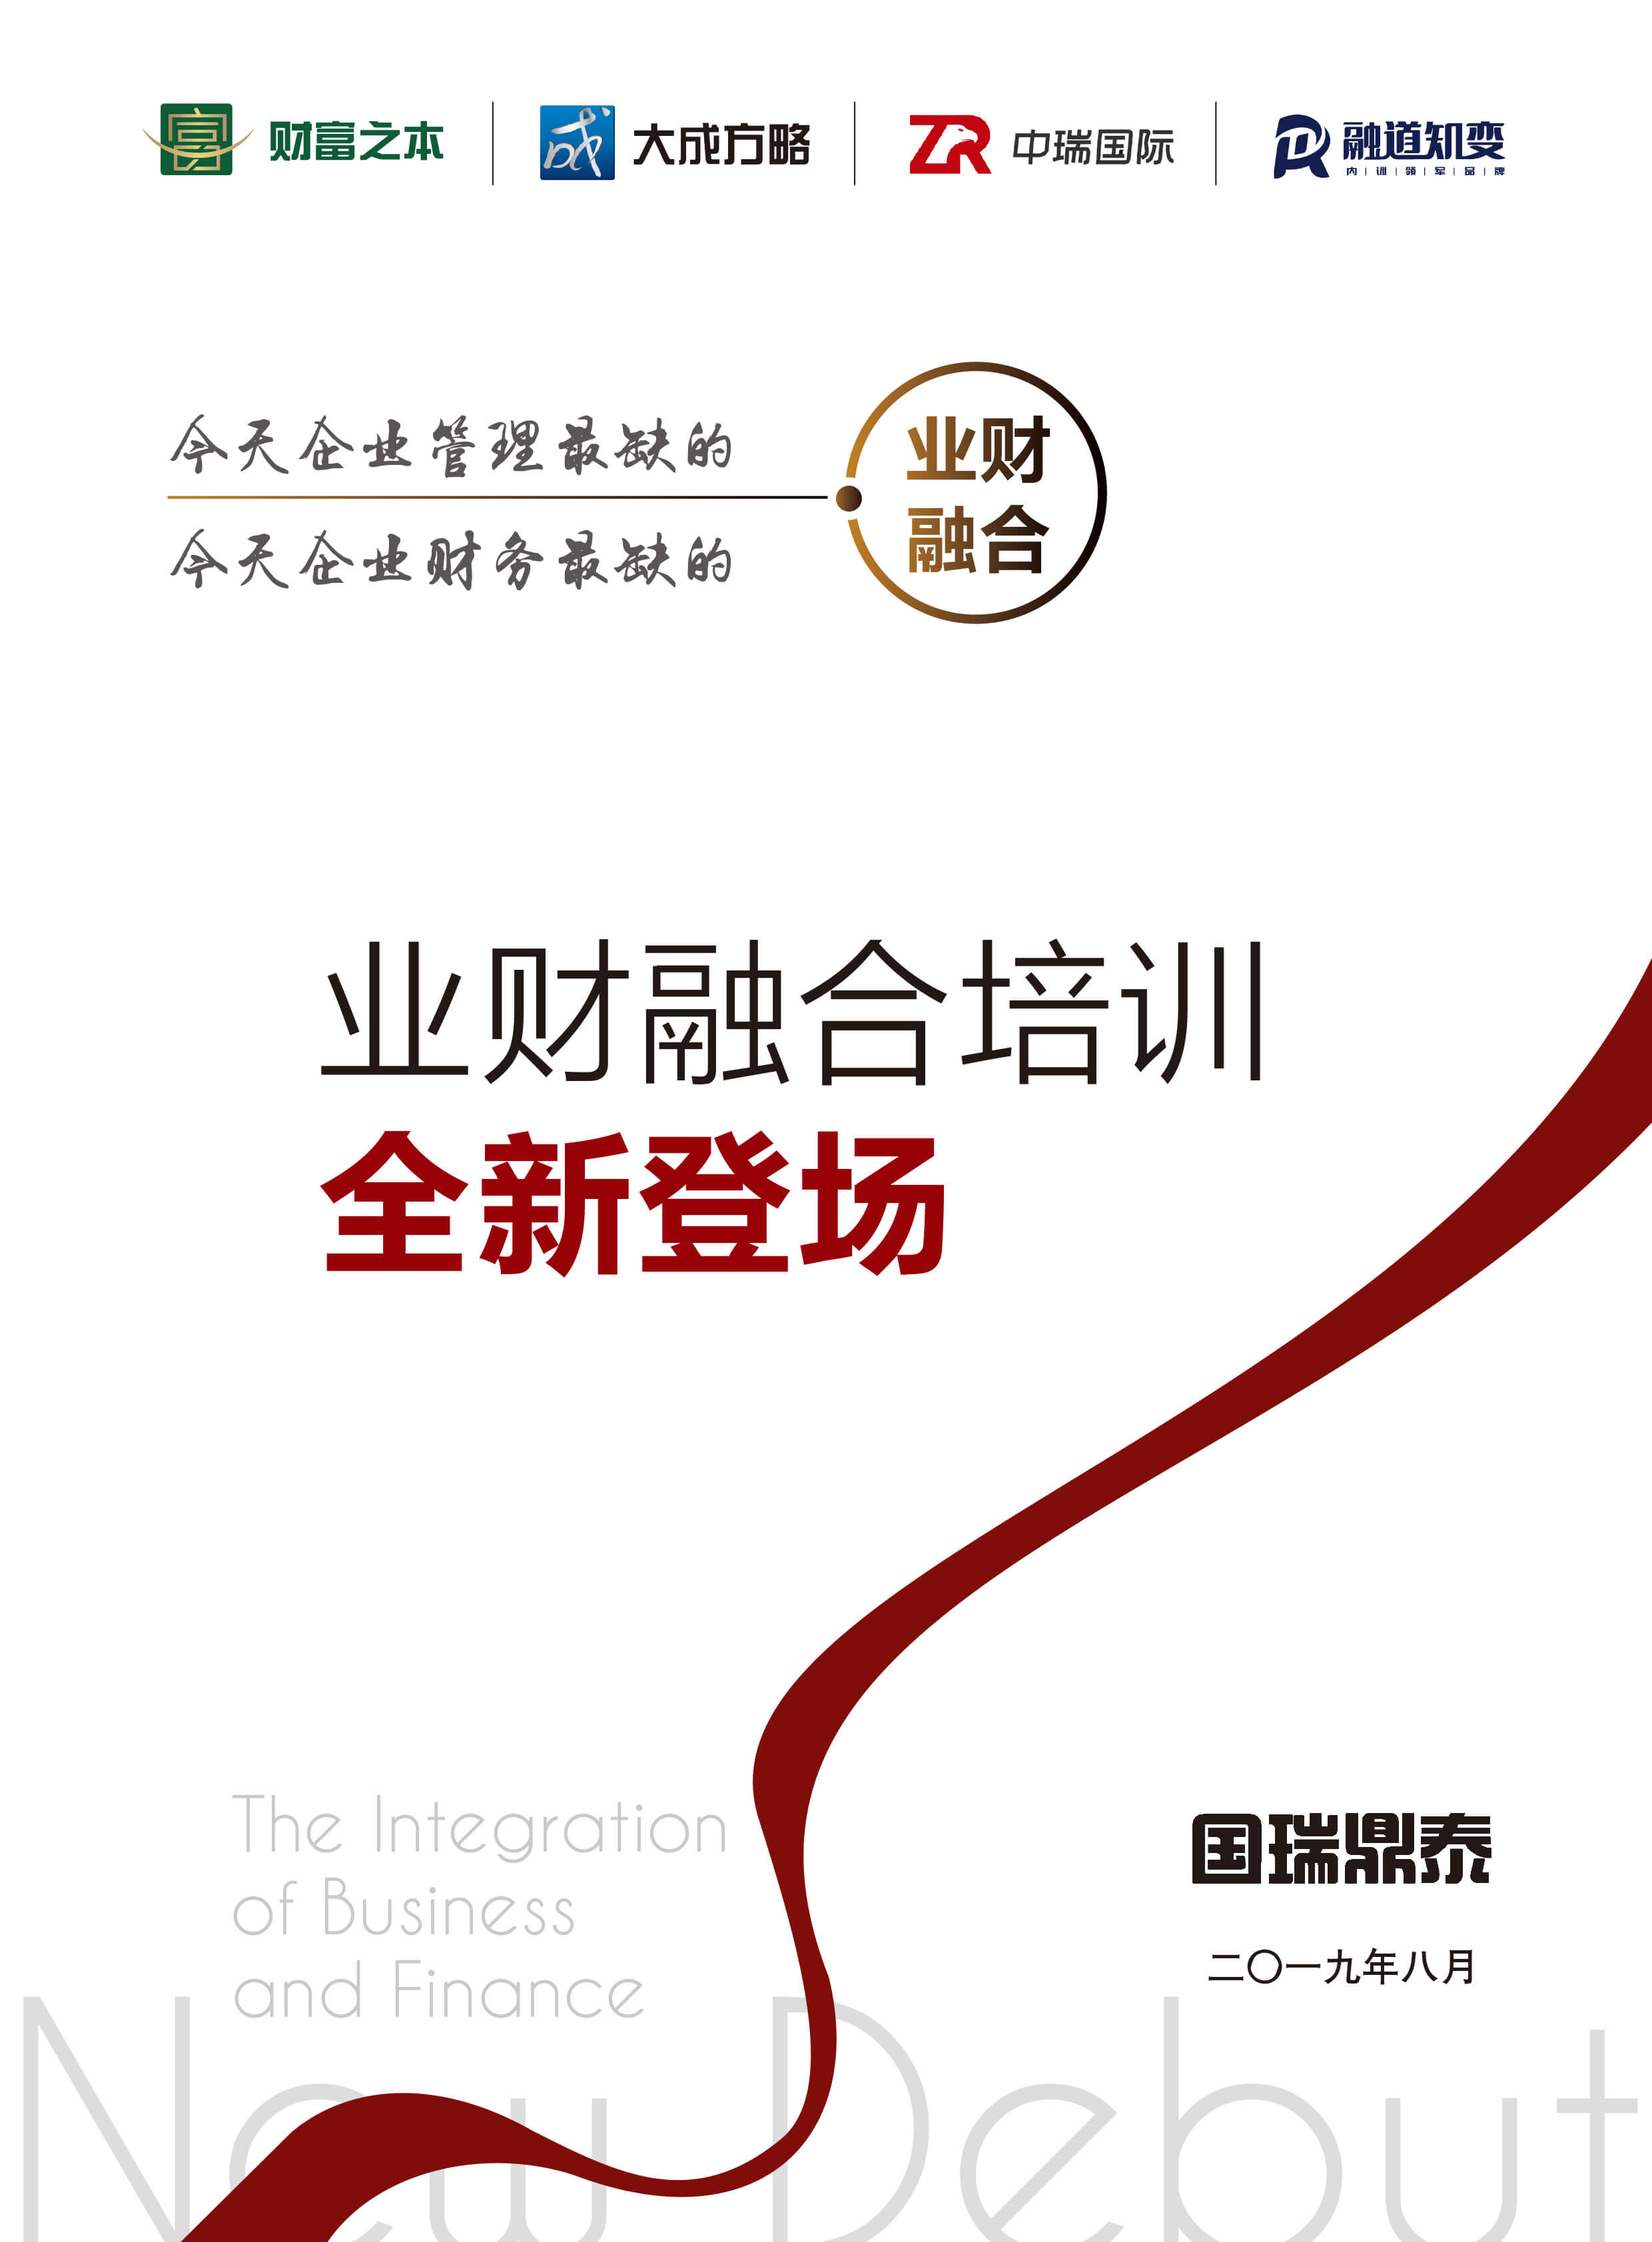 财富之本
大成方略
ZR 中瑞国际
融道知变
内训领军品牌
今天企业管理最缺的
今天企业财务最缺的
业财
融合
业财融合培训
全新登场
The Integration
of Business
and Finance
国瑞鼎泰
二〇一九年八月
New Debut